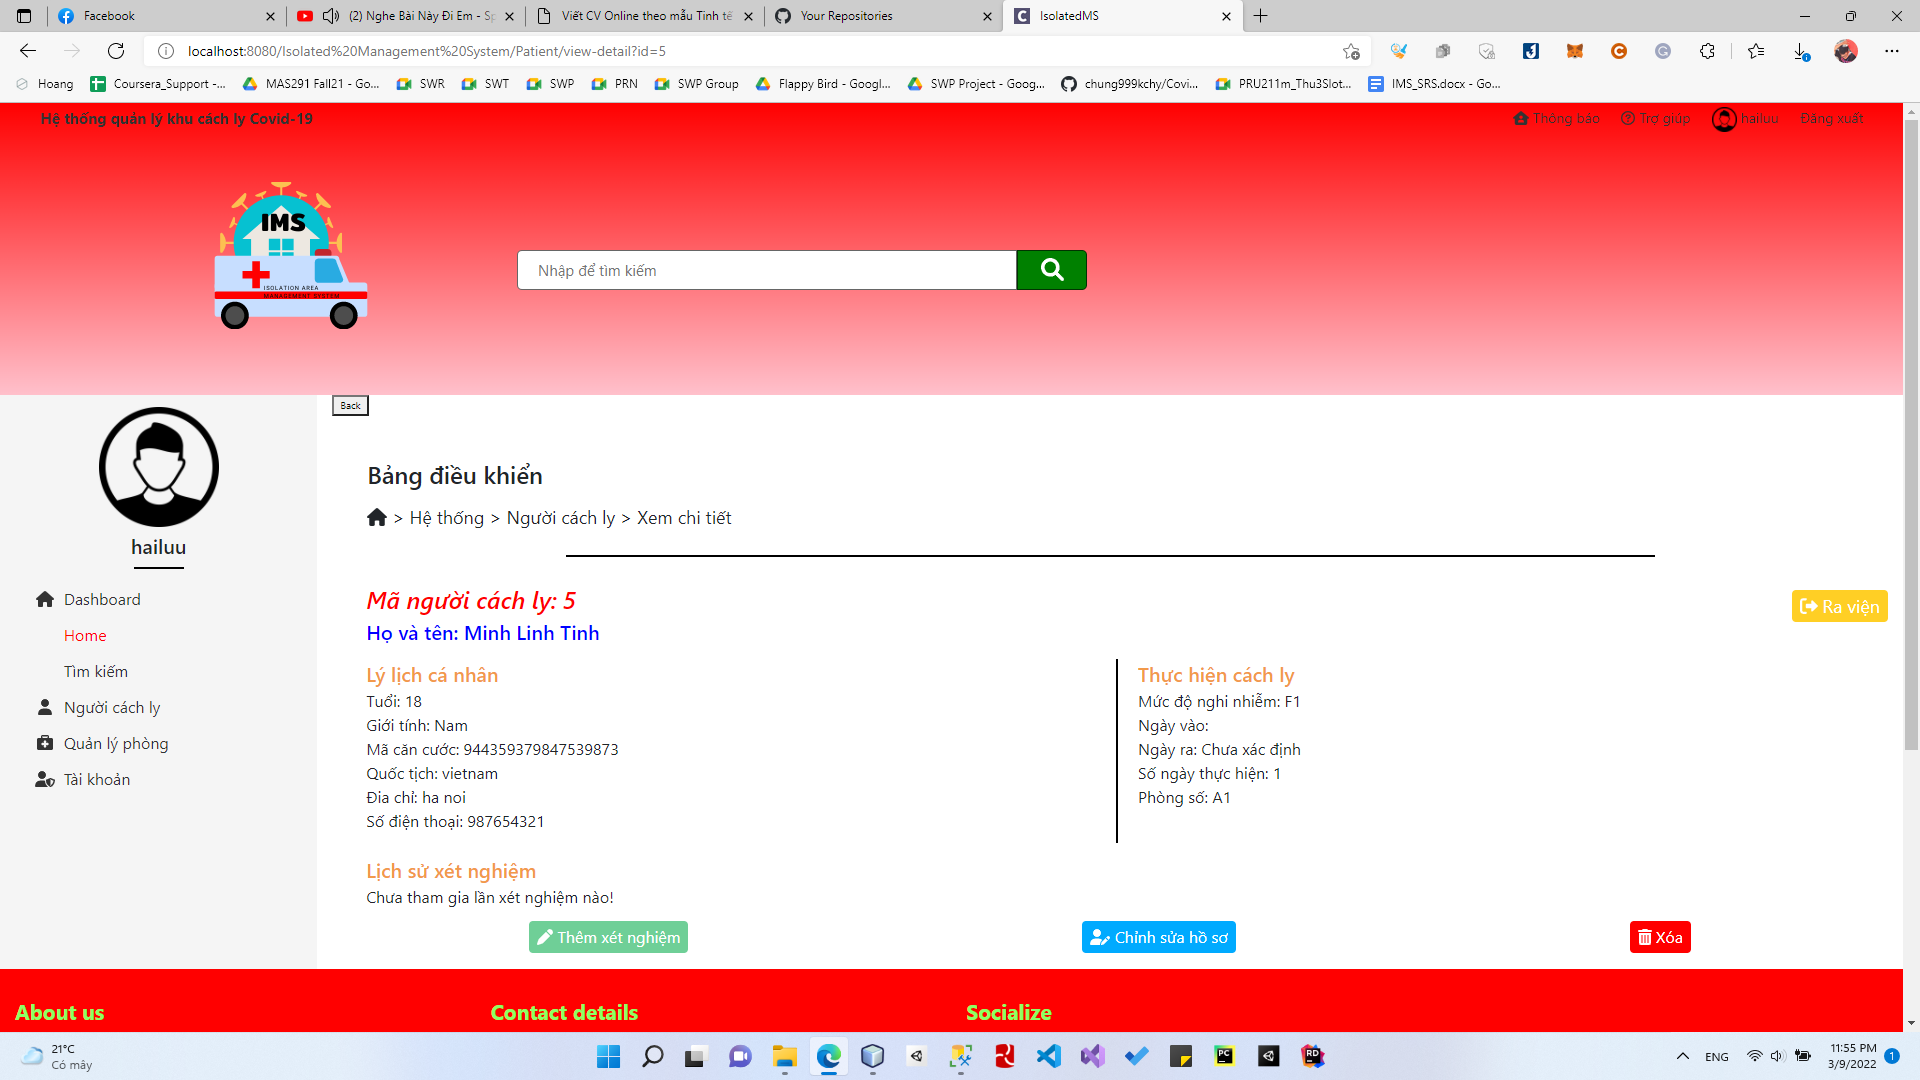 Facebook
(2) Nghe Bài Này Đi Em - Sp
Viết CV Online theo mẫu Tinh tế
Your Repositories
IsolatedMS
localhost:8080/Isolated%20Management%20System/Patient/view-detail?id=5
Hoang
Coursera_Support -...
MAS291 Fall21 - Go...
SWR
SWT
SWP
PRN
SWP Group
Flappy Bird - Googl...
SWP Project - Goog...
chung999kchy/Covi...
PRU211m_Thu3Slot...
IMS_SRS.docx - Go...
Hệ thống quản lý khu cách ly Covid-19
Thông báo
Trợ giúp
hailuu
Đăng xuất
IMS
ISOLATION AREA
MANAGEMENT SYSTEM
Nhập để tìm kiếm
Back
hailuu
Dashboard
Home
Tìm kiếm
Người cách ly
Quản lý phòng
Tài khoản
Bảng điều khiển
> Hệ thống > Người cách ly > Xem chi tiết
Mã người cách ly: 5
Ra viện
Họ và tên: Minh Linh Tinh
Lý lịch cá nhân
Tuổi: 18
Giới tính: Nam
Mã căn cước: 944359379847539873
Quốc tịch: vietnam
Đia chỉ: ha noi
Số điện thoại: 987654321
Thực hiện cách ly
Mức độ nghi nhiễm: F1
Ngày vào:
Ngày ra: Chưa xác định
Số ngày thực hiện: 1
Phòng số: A1
Lịch sử xét nghiệm
Chưa tham gia lần xét nghiệm nào!
Thêm xét nghiệm
Chỉnh sửa hồ sơ
Xóa
About us
Contact details
Socialize
21°C
Có mây
PC
RD
ENG
11:55 PM
3/9/2022
1